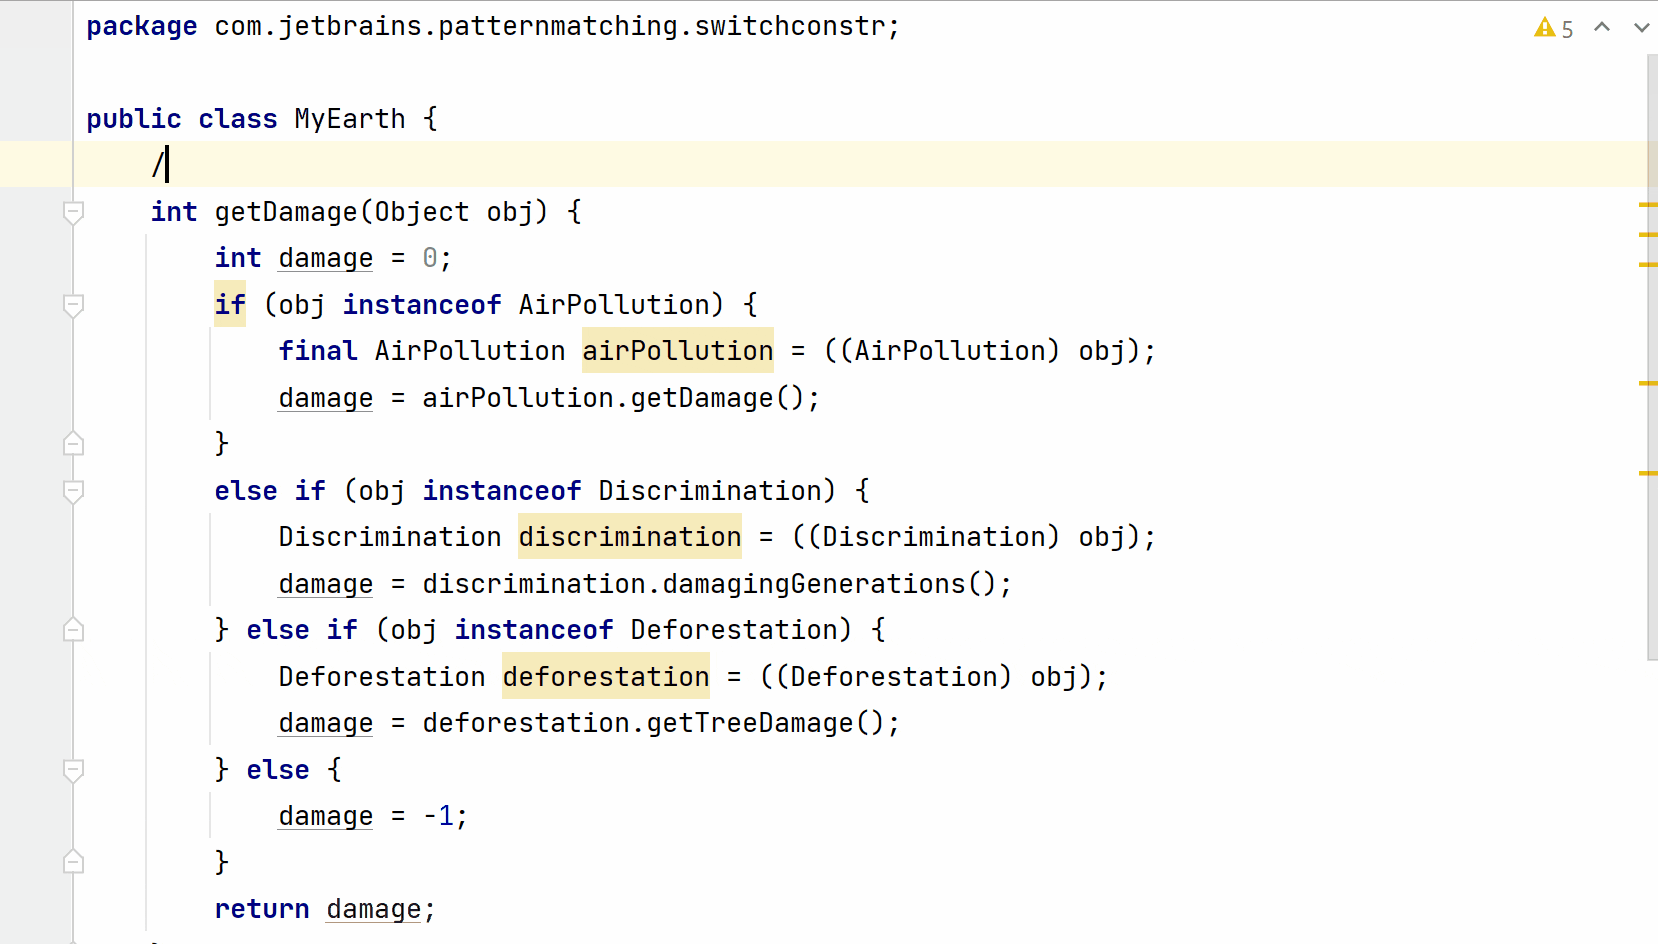 package com.jetbrains.patternmatching.switchconstr;
5
public class MyEarth {
/
int getDamage(Object obj) {
int damage = 0;
if (obj instanceof AirPollution) {
final AirPollution airPollution = ((AirPollution) obj);
damage = airPollution.getDamage();
}
else if (obj instanceof Discrimination) {
Discrimination discrimination = ((Discrimination) obj);
damage = discrimination.damagingGenerations();
} else if (obj instanceof Deforestation) {
Deforestation deforestation = ((Deforestation) obj);
damage = deforestation.getTreeDamage();
} else {
damage = -1;
}
return damage;